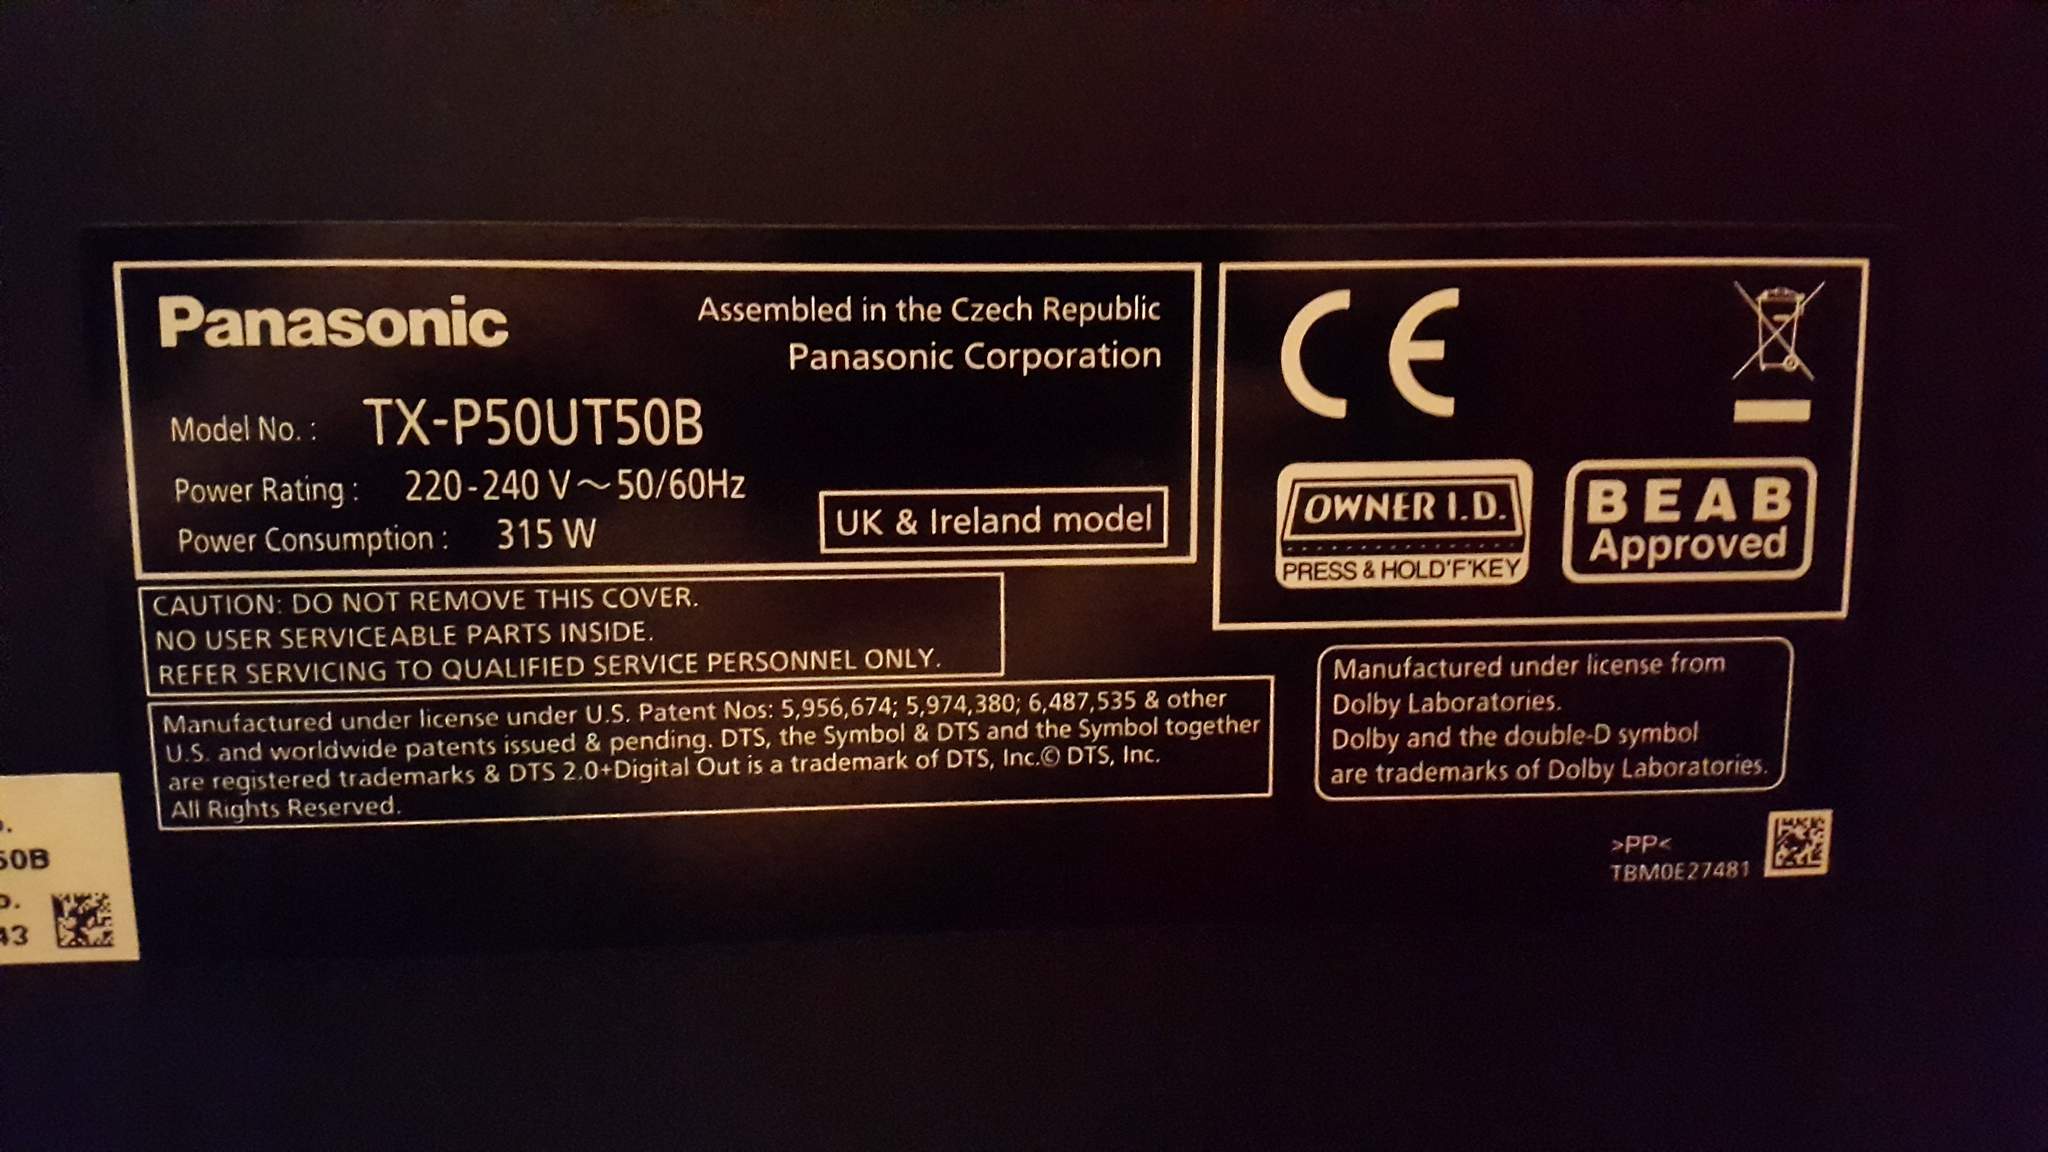 Panasonic
Assembled in the Czech Republic
Panasonic Corporation
Model No. : TX-P50UT50B
Power Rating : 220-240 V~50/60Hz
Power Consumption : 315 W
UK & Ireland model
CE
OWNER I.D.
PRESS & HOLD'F'KEY
BEAB
Approved
CAUTION: DO NOT REMOVE THIS COVER.
NO USER SERVICEABLE PARTS INSIDE.
REFER SERVICING TO QUALIFIED SERVICE PERSONNEL ONLY.
Manufactured under license under U.S. Patent Nos: 5,956,674; 5,974,380; 6,487,535 & other
U.S. and worldwide patents issued & pending. DTS, the Symbol & DTS and the Symbol together
are registered trademarks & DTS 2.0+Digital Out is a trademark of DTS, Inc.© DTS, Inc.
All Rights Reserved.
Manufactured under license from
Dolby Laboratories.
Dolby and the double-D symbol
are trademarks of Dolby Laboratories.
>PP<
TBM0E27481
50B
43